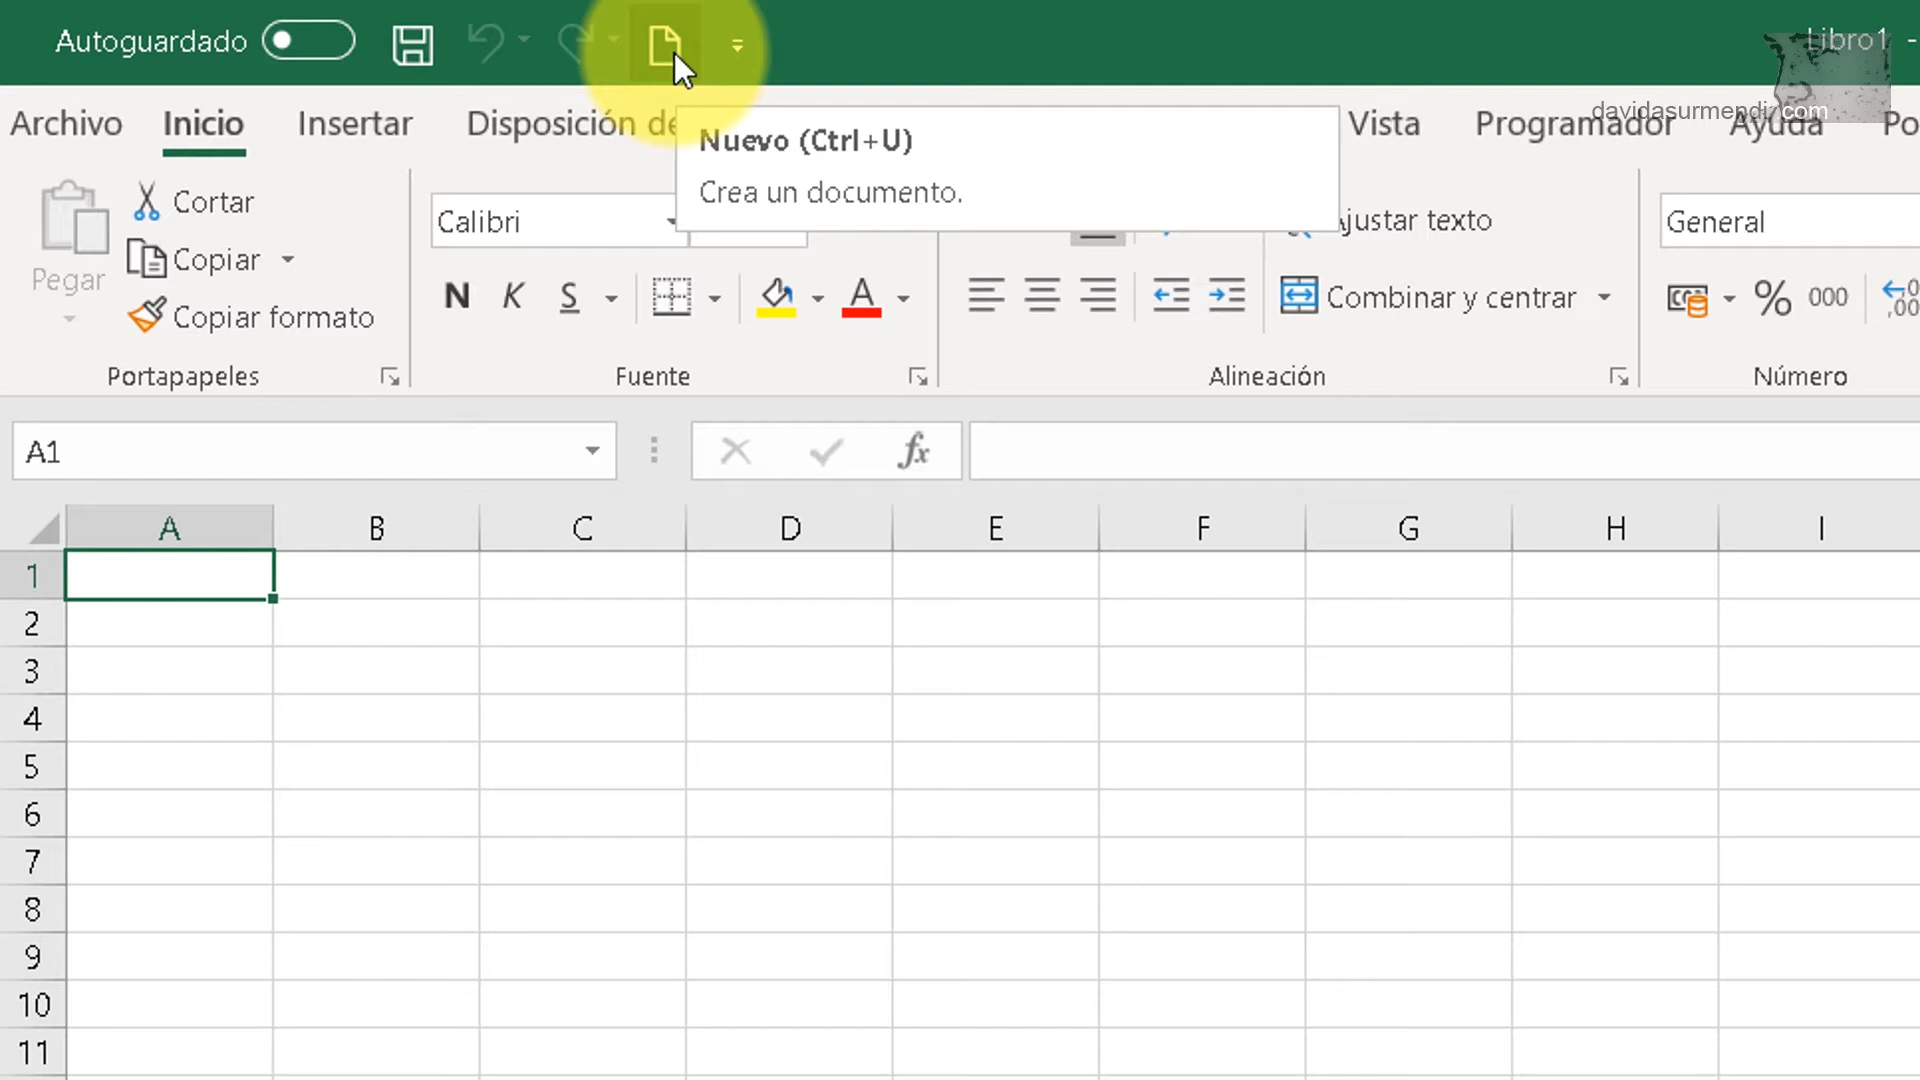 Autoguardado
Libro1 -
davidasurmendi.com
Archivo Inicio Insertar Disposición de Vista Programador Ayuda
Nuevo (Ctrl+U)
Crea un documento.
Cortar
Copiar
Copiar formato
Pegar
Calibri
Ajustar texto
General
N K S A
Combinar y centrar
% 000
Portapapeles Fuente Alineación Número
A1 fx
A B C D E F G H I
1
2
3
4
5
6
7
8
9
10
11